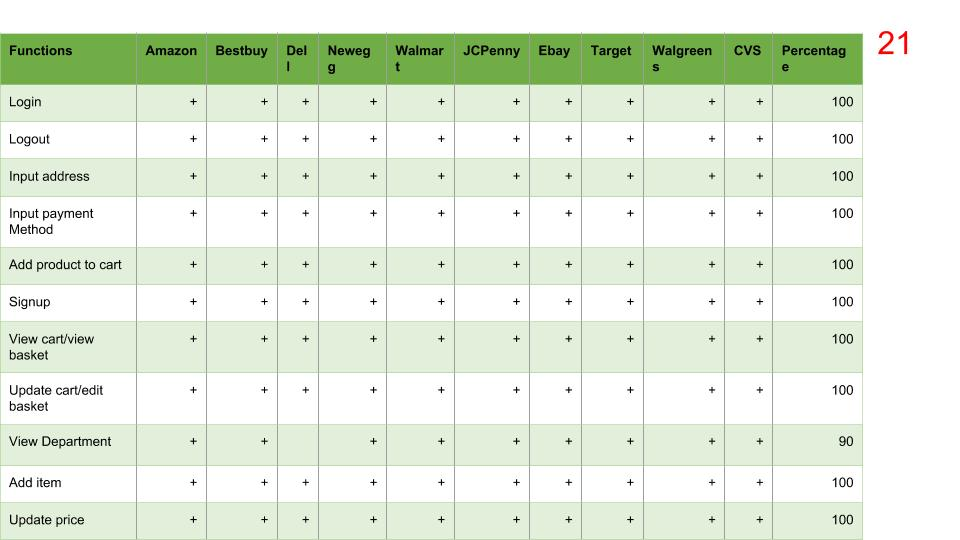 Functions Amazon Bestbuy Del Neweg Walmar JCPenny Ebay Target Walgreen CVS Percentag 21
l g t s e
Login + + + + + + + + + + 100
Logout + + + + + + + + + + 100
Input address + + + + + + + + + + 100
Input payment + + + + + + + + + + 100
Method
Add product to cart + + + + + + + + + + 100
Signup + + + + + + + + + + 100
View cart/view + + + + + + + + + + 100
basket
Update cart/edit + + + + + + + + + + 100
basket
View Department + + + + + + + + + 90
Add item + + + + + + + + + + 100
Update price + + + + + + + + + + 100